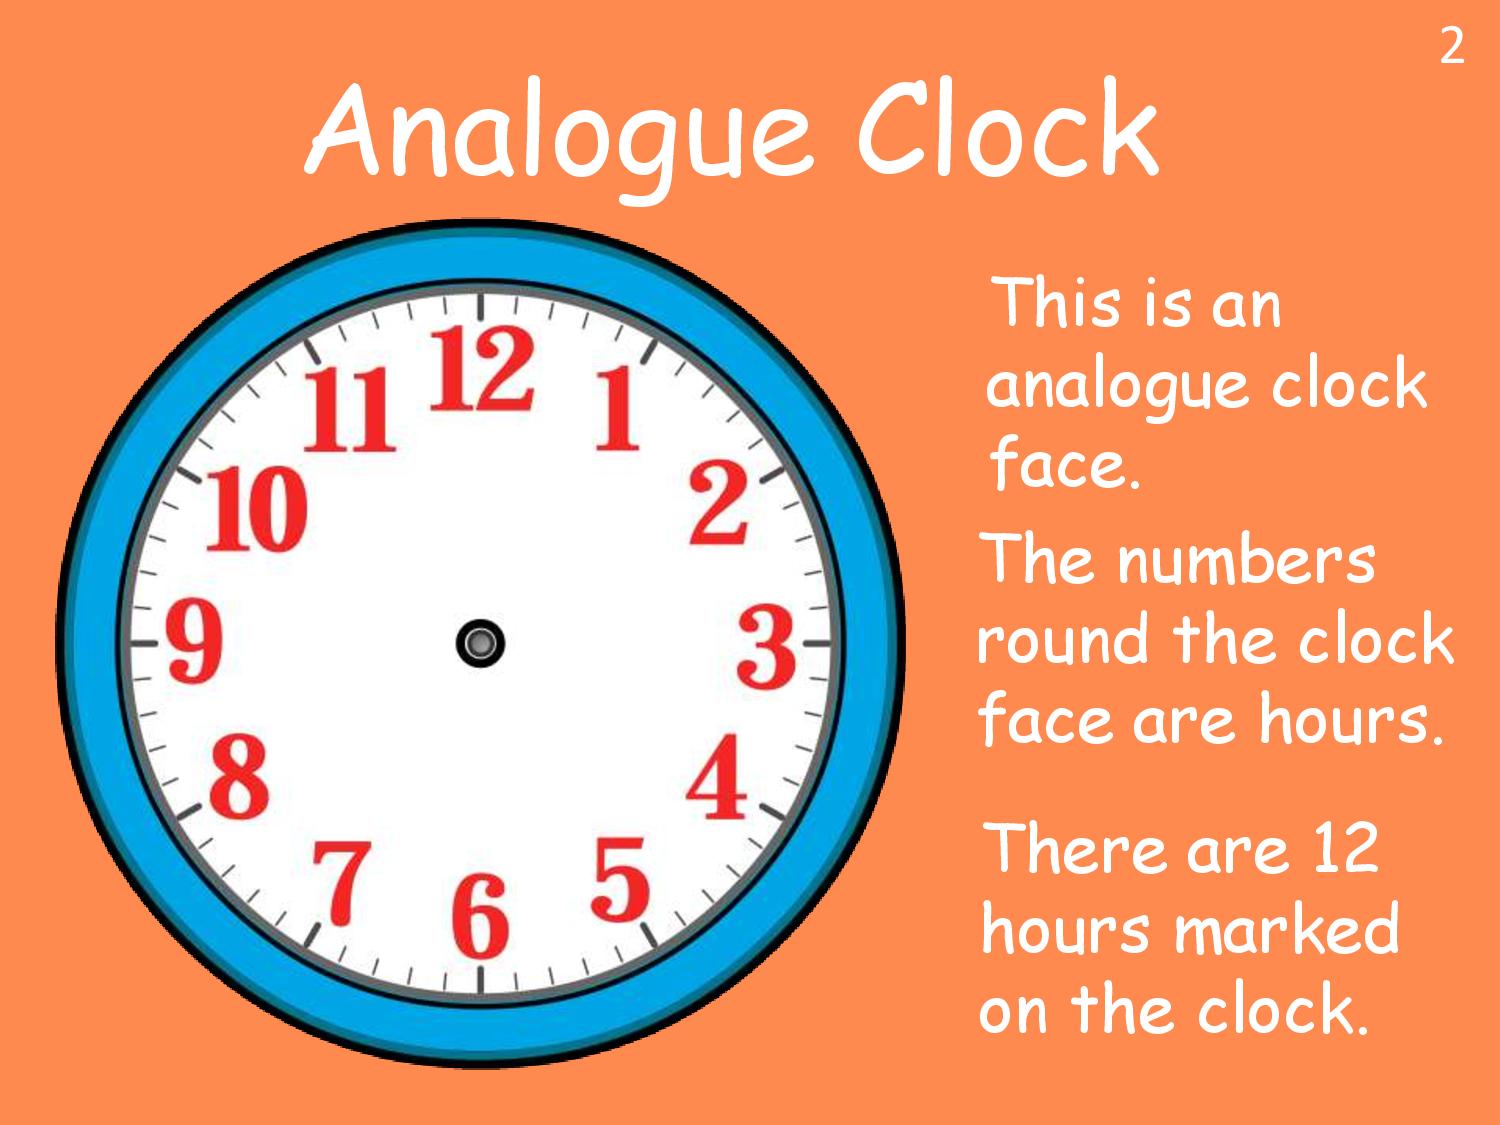 2
Analogue Clock
This is an
analogue clock
face.
The numbers
round the clock
face are hours.
There are 12
hours marked
on the clock.
12
1
2
3
4
5
6
7
8
9
10
11